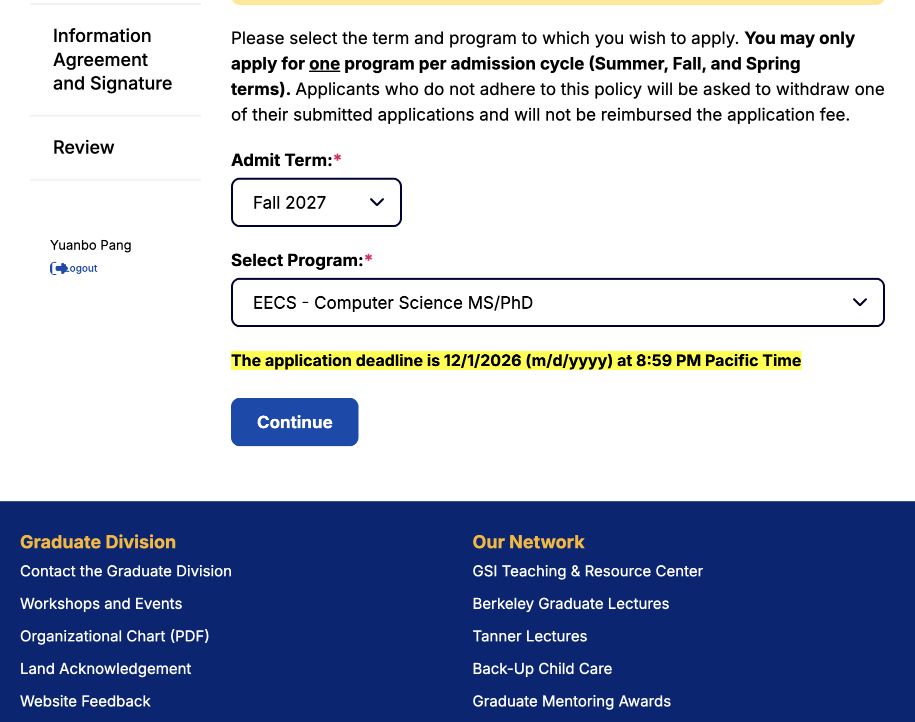 Information
Agreement
and Signature
Review
Yuanbo Pang
Logout
Please select the term and program to which you wish to apply. You may only
apply for one program per admission cycle (Summer, Fall, and Spring
terms). Applicants who do not adhere to this policy will be asked to withdraw one
of their submitted applications and will not be reimbursed the application fee.
Admit Term:*
Fall 2027
Select Program:*
EECS - Computer Science MS/PhD
The application deadline is 12/1/2026 (m/d/yyyy) at 8:59 PM Pacific Time
Continue
Graduate Division
Contact the Graduate Division
Workshops and Events
Organizational Chart (PDF)
Land Acknowledgement
Website Feedback
Our Network
GSI Teaching & Resource Center
Berkeley Graduate Lectures
Tanner Lectures
Back-Up Child Care
Graduate Mentoring Awards